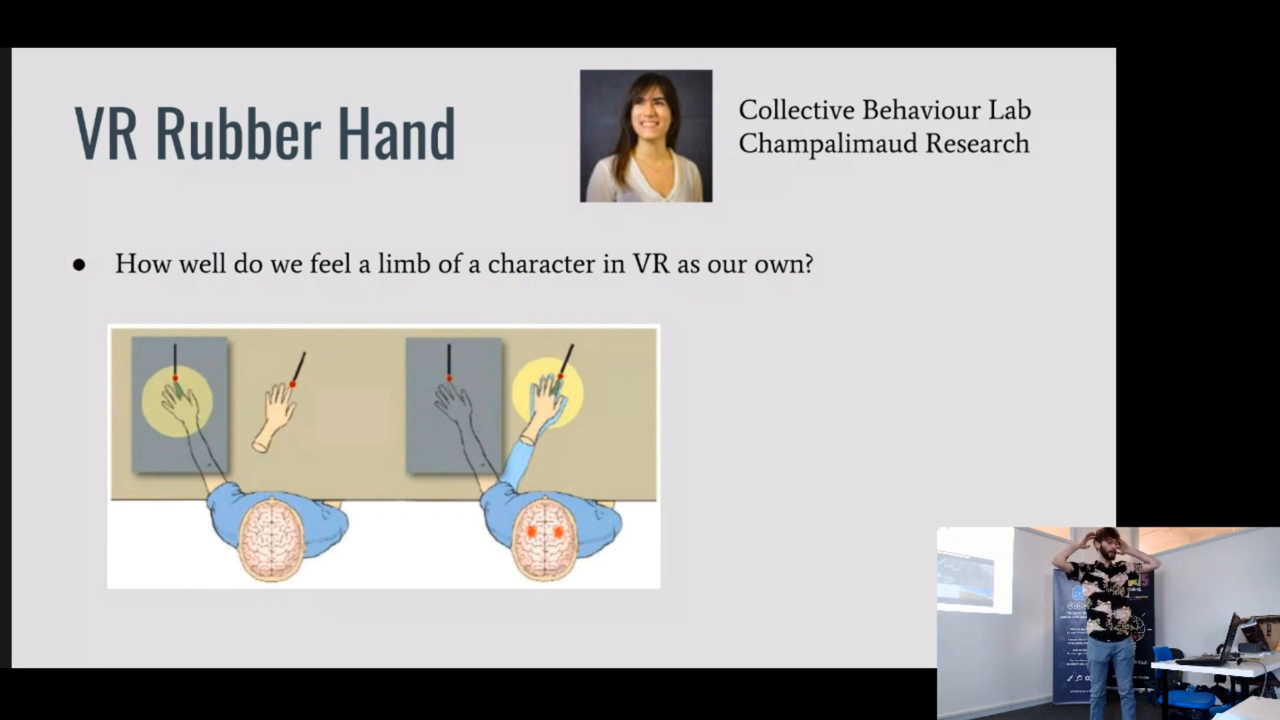 VR Rubber Hand
Collective Behaviour Lab
Champalimaud Research
● How well do we feel a limb of a character in VR as our own?